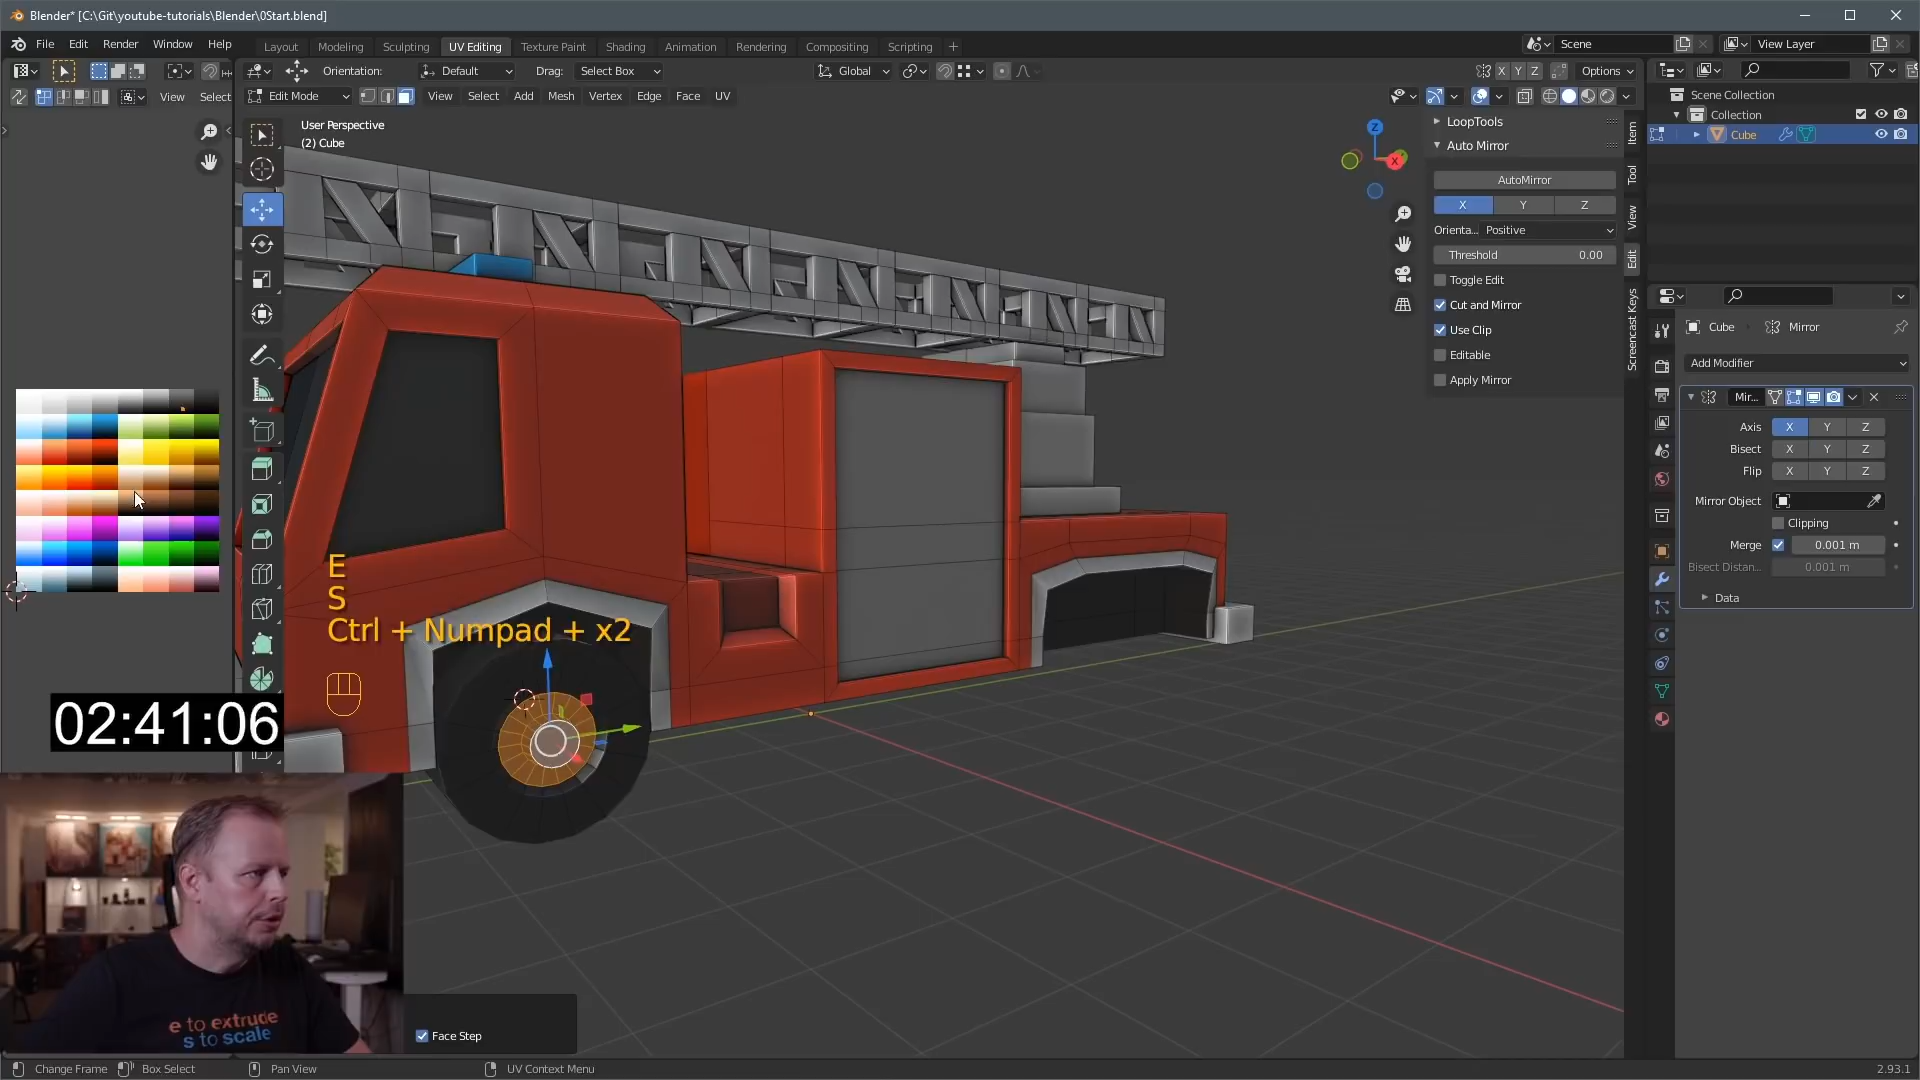 Blender* [C:\Git\youtube-tutorials\Blender\0Start.blend]
File Edit Render Window Help
Layout Modeling Sculpting UV Editing Texture Paint Shading Animation Rendering Compositing Scripting +
Scene
View Layer
Orientation: Default Drag: Select Box
Global
X Y Z
Options
View Select
Edit Mode
View Select Add Mesh Vertex Edge Face UV
User Perspective
(2) Cube
Z
X
LoopTools
Auto Mirror
AutoMirror
X Y Z
Orienta... Positive
Threshold 0.00
Toggle Edit
Cut and Mirror
Use Clip
Editable
Apply Mirror
Item
Tool
View
Edit
Screencast Keys
Scene Collection
Collection
Cube
Cube Mirror
Add Modifier
Mir...
Axis X Y Z
Bisect X Y Z
Flip X Y Z
Mirror Object
Clipping
Merge 0.001 m
Bisect Distan... 0.001 m
Data
E
S
Ctrl + Numpad + x2
02:41:06
e to extrude
s to scale
Face Step
Change Frame
Box Select
Pan View
UV Context Menu
2.93.1